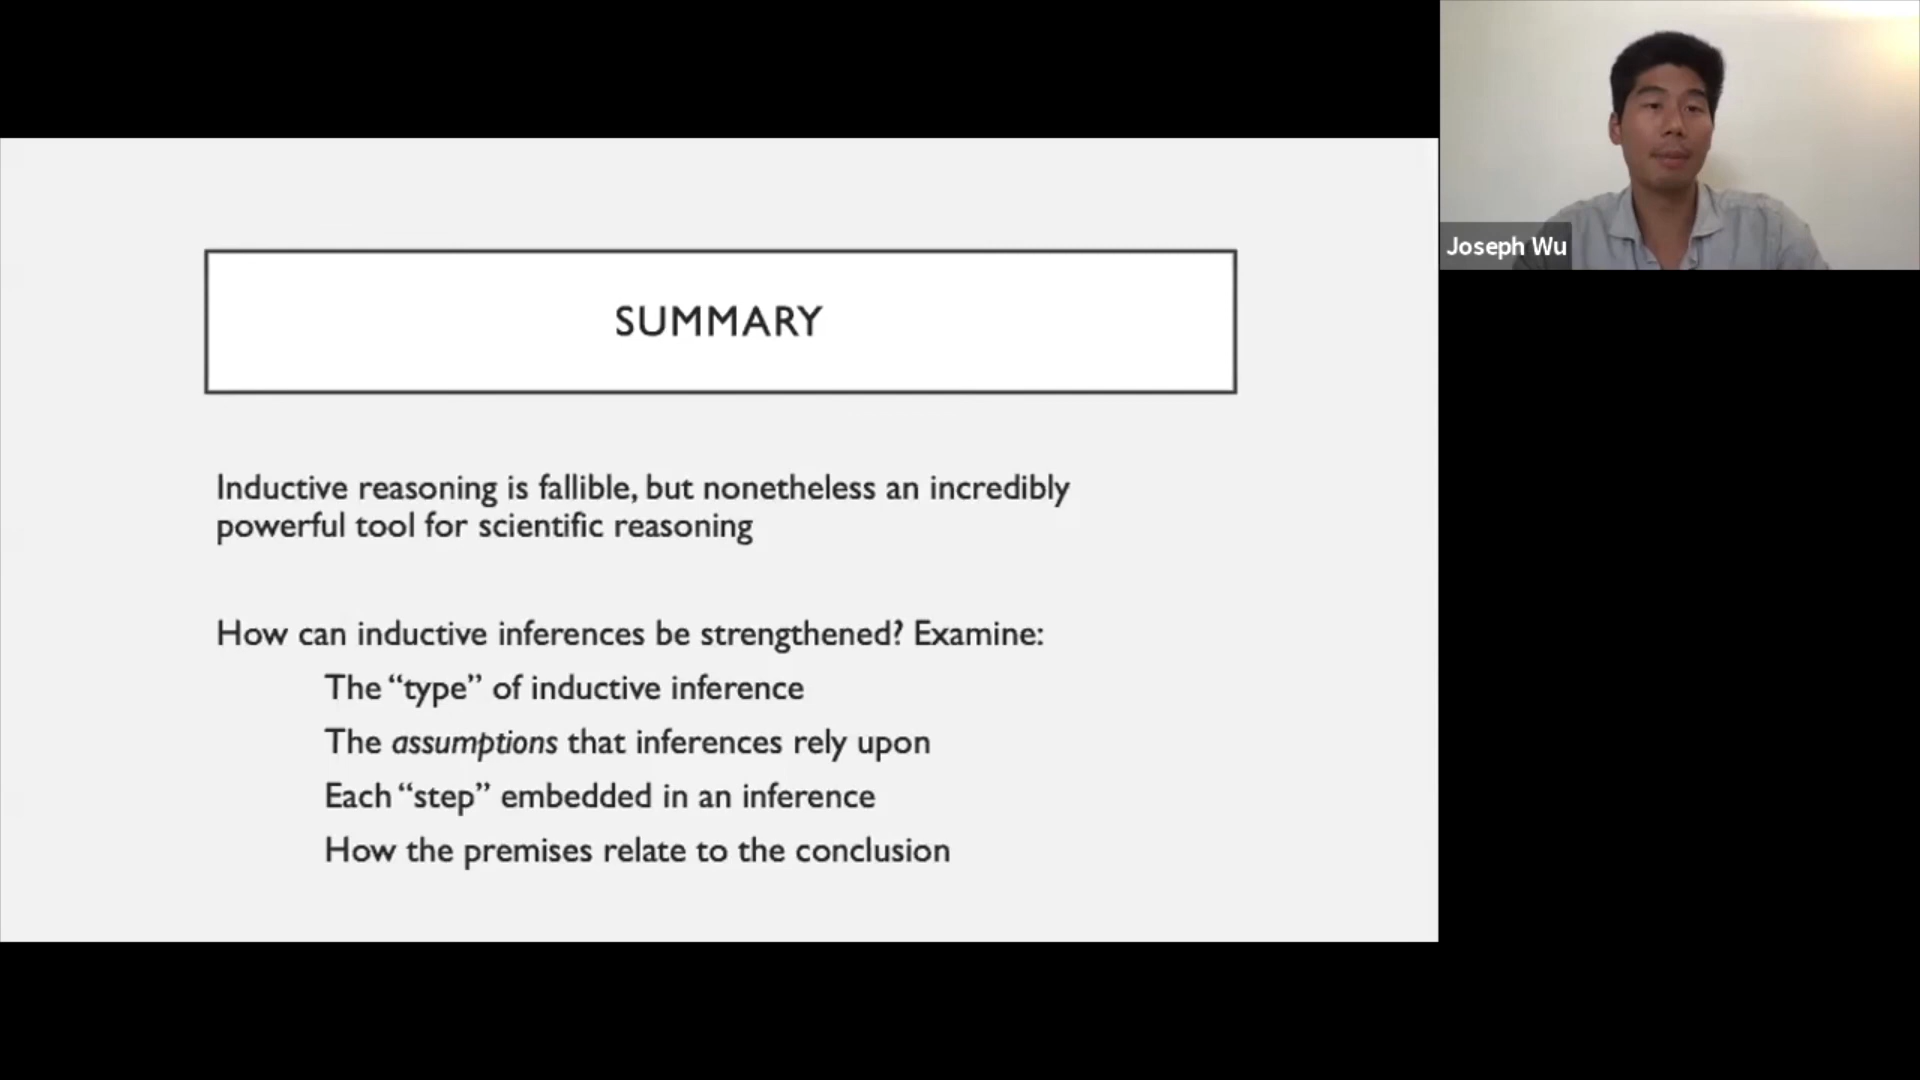 SUMMARY
Inductive reasoning is fallible, but nonetheless an incredibly
powerful tool for scientific reasoning
How can inductive inferences be strengthened? Examine:
The “type” of inductive inference
The assumptions that inferences rely upon
Each “step” embedded in an inference
How the premises relate to the conclusion
Joseph Wu